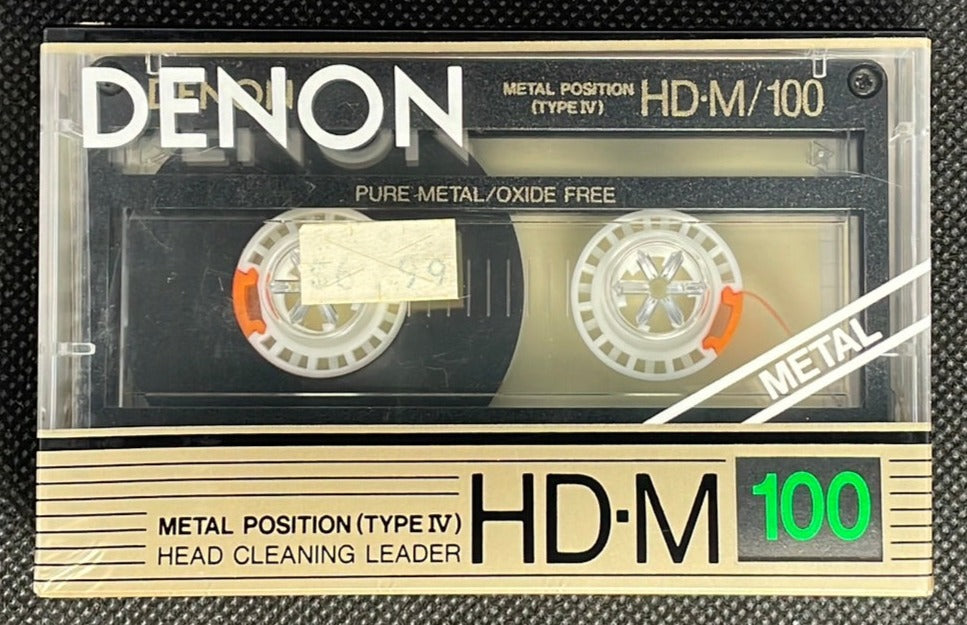 DENON
DENON
METAL POSITION
(TYPE IV)
HD·M/100
PURE METAL/OXIDE FREE
METAL
METAL POSITION (TYPE IV)
HEAD CLEANING LEADER
HD·M
100